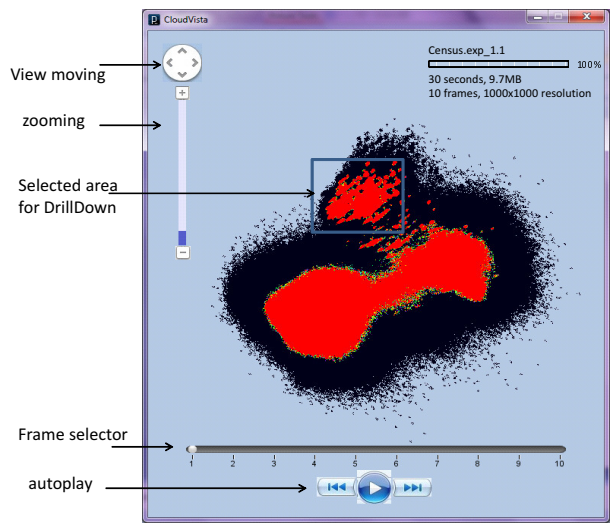 CloudVista
Census.exp_1.1
100%
30 seconds, 9.7MB
10 frames, 1000x1000 resolution
View moving
zooming
Selected area
for DrillDown
Frame selector
1 2 3 4 5 6 7 8 9 10
autoplay